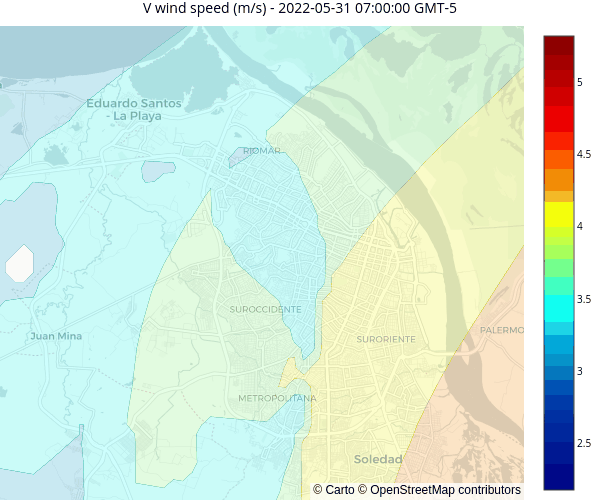 V wind speed (m/s) - 2022-05-31 07:00:00 GMT-5
Eduardo Santos
- La Playa
RIOMAR
SUROCCIDENTE
Juan Mina
SURORIENTE
PALERMO
METROPOLITANA
Soledad
© Carto © OpenStreetMap contributors
5
4.5
4
3.5
3
2.5